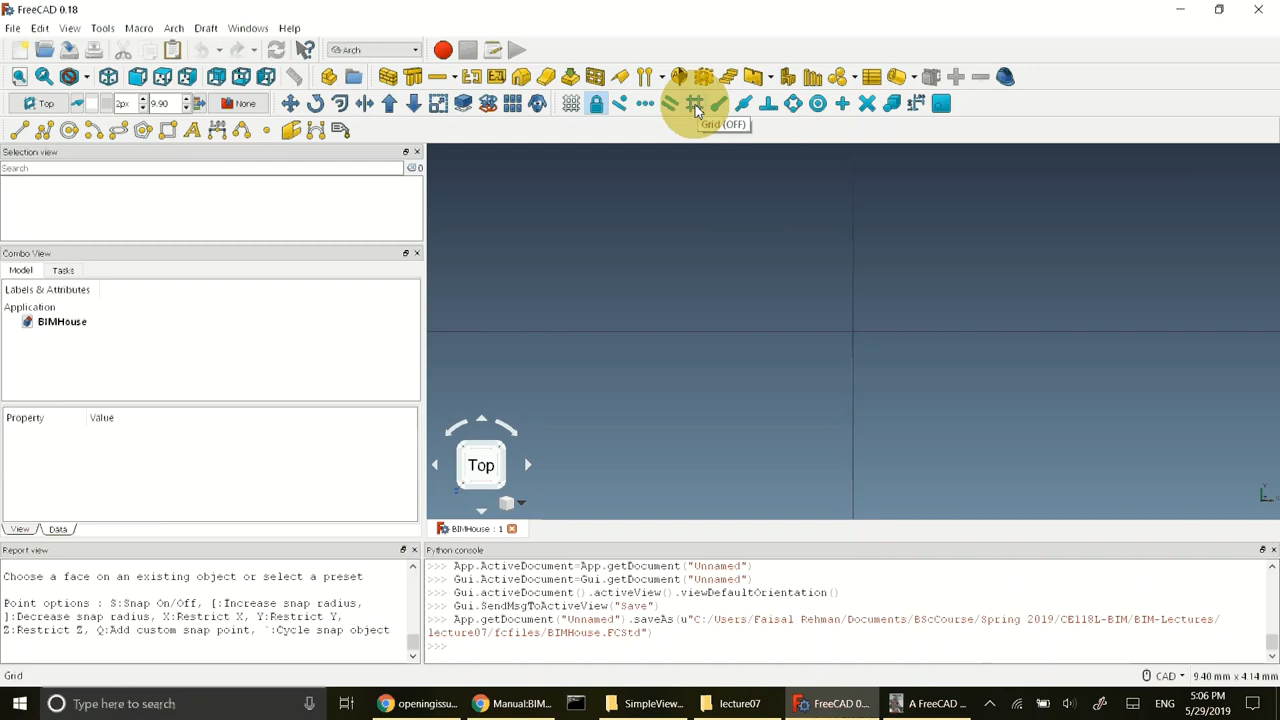 FreeCAD 0.18
File Edit View Tools Macro Arch Draft Windows Help
Arch
Top 2px 9.90 None
Grid (OFF)
Selection view
Search
0
Combo View
Model Tasks
Labels & Attributes
Application
BIMHouse
Property Value
View Data
Top
BIMHouse : 1
Report view
Choose a face on an existing object or select a preset
Point options : S:Snap On/Off, [:Increase snap radius,
]:Decrease snap radius, X:Restrict X, Y:Restrict Y,
Z:Restrict Z, Q:Add custom snap point, `:Cycle snap object
Python console
>>> App.ActiveDocument=App.getDocument("Unnamed")
>>> Gui.ActiveDocument=Gui.getDocument("Unnamed")
>>> Gui.activeDocument().activeView().viewDefaultOrientation()
>>> Gui.SendMsgToActiveView("Save")
>>> App.getDocument("Unnamed").saveAs(u"C:/Users/Faisal Rehman/Documents/BScCourse/Spring 2019/CE118L-BIM/BIM-Lectures/
lecture07/fcfiles/BIMHouse.FCStd")
>>>
Grid
CAD
9.40 mm x 4.14 mm
Type here to search
openingissu...
Manual:BIM...
SimpleView...
lecture07
FreeCAD 0...
A FreeCAD ...
ENG
5:06 PM
5/29/2019